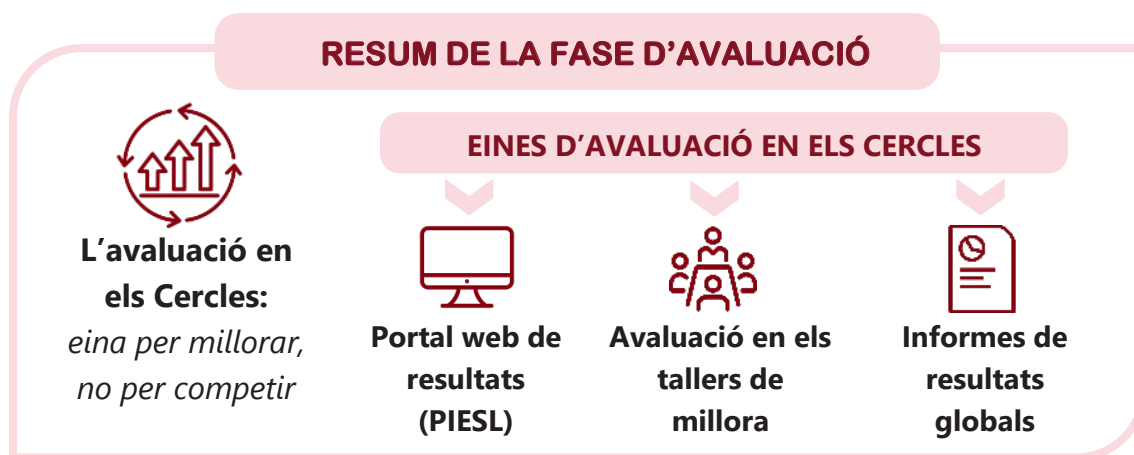 RESUM DE LA FASE D’AVALUACIÓ
L’avaluació en
els Cercles:
eina per millorar,
no per competir
EINES D’AVALUACIÓ EN ELS CERCLES
Portal web de
resultats
(PIESL)
Avaluació en els
tallers de
millora
Informes de
resultats
globals